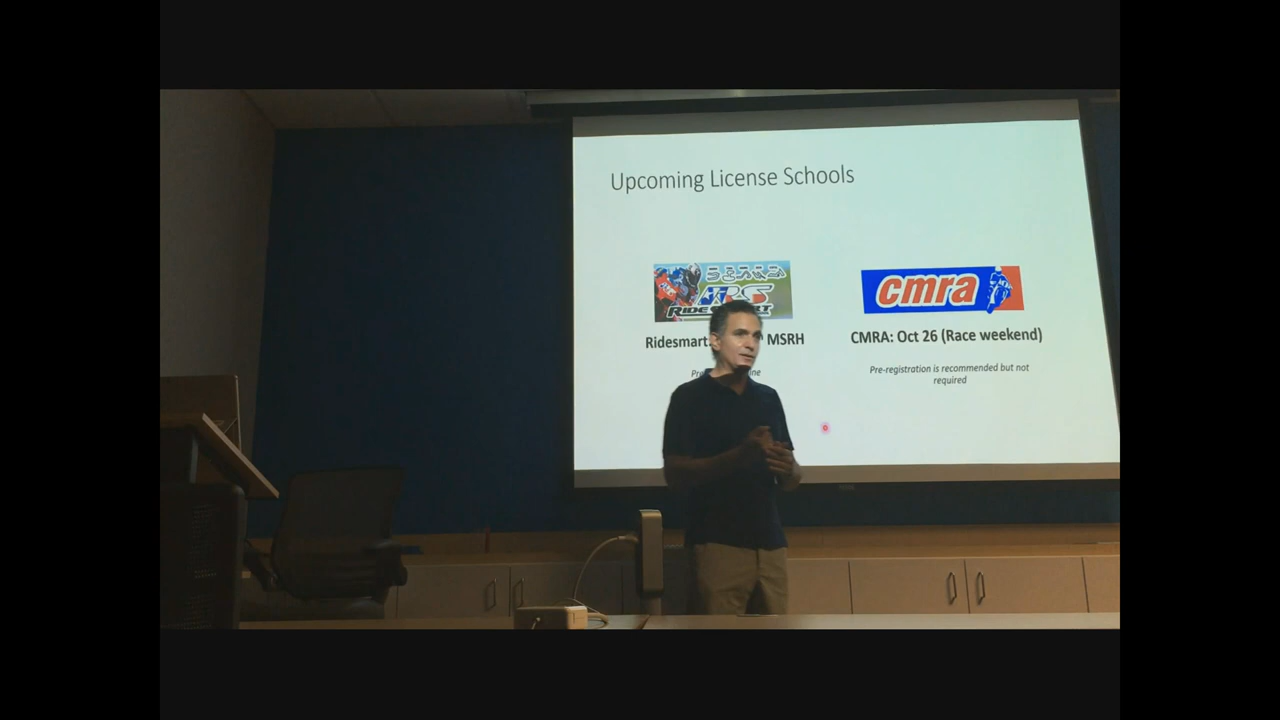 Upcoming License Schools
cmra
Ridesmart MSRH
CMRA: Oct 26 (Race weekend)
Pre-registration is recommended but not
required